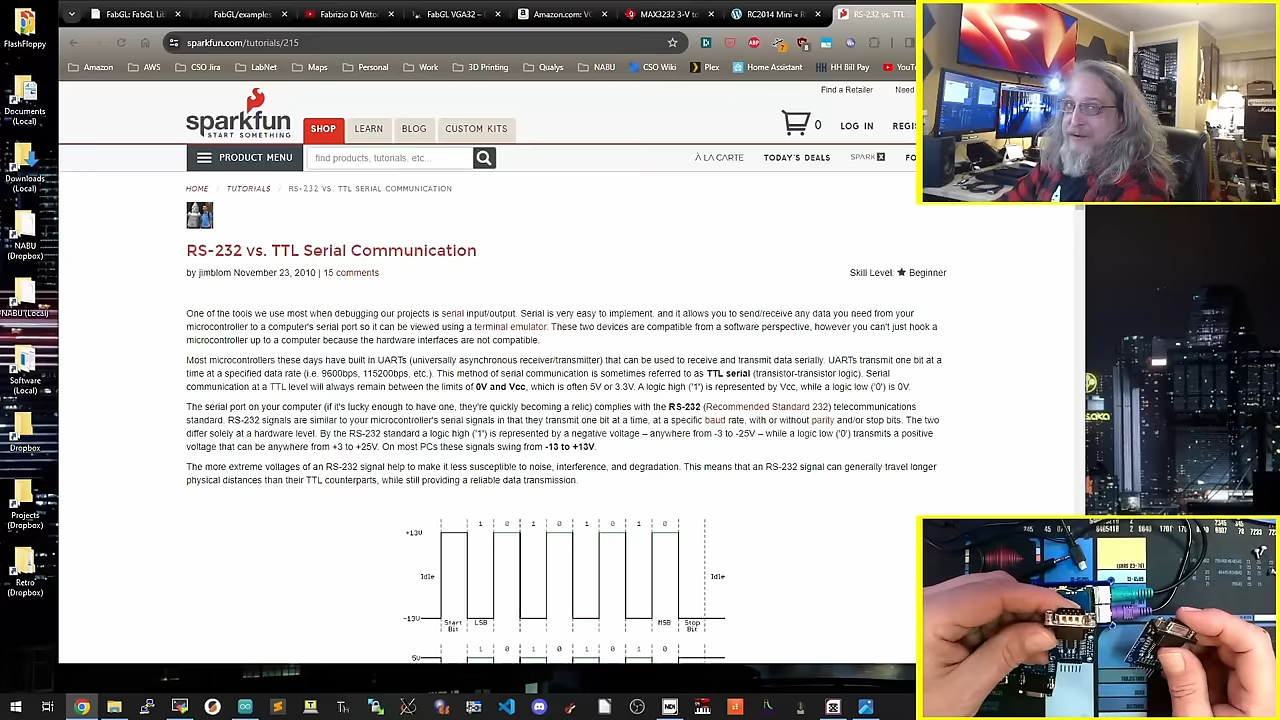 FlashFloppy
Documents
(Local)
Downloads
(Local)
NABU
(Dropbox)
NABU (Local)
Software
(Local)
Dropbox
Projects
(Dropbox)
Retro
(Dropbox)
FabGL: FabGL Lib
FabGL/examples
Fabrizio Di Vitto
FabGL VGA32 –
Amazon.com: VG
MAX3232 3-V to
RC2014 Mini « R
RS-232 vs. TTL
sparkfun.com/tutorials/215
Amazon
AWS
CSO Jira
LabNet
Maps
Personal
Work
3D Printing
Qualys
NABU
CSO Wiki
Plex
Home Assistant
HH Bill Pay
YouTu
Find a Retailer
Need
sparkfun
START SOMETHING
SHOP
LEARN
BLOG
CUSTOM KITS
0
LOG IN
REGI
PRODUCT MENU
find products, tutorials, etc...
À LA CARTE
TODAY'S DEALS
SPARK X
FO
HOME / TUTORIALS / RS-232 VS. TTL SERIAL COMMUNICATION
RS-232 vs. TTL Serial Communication
by jimblom November 23, 2010 | 15 comments
Skill Level: ★ Beginner
One of the tools we use most when debugging our projects is serial input/output. Serial is very easy to implement, and it allows you to send/receive any data you need from your
microcontroller to a computer's serial port so it can be viewed using a terminal emulator. These two devices are compatible from a software perspective, however you can't just hook a
microcontroller up to a computer because the hardware interfaces are not compatible.
Most microcontrollers these days have built in UARTs (universally asynchronous receiver/transmitter) that can be used to receive and transmit data serially. UARTs transmit one bit at a
time at a specified data rate (i.e. 9600bps, 115200bps, etc.). This method of serial communication is sometimes referred to as TTL serial (transistor-transistor logic). Serial
communication at a TTL level will always remain between the limits of 0V and Vcc, which is often 5V or 3.3V. A logic high ('1') is represented by Vcc, while a logic low ('0') is 0V.
The serial port on your computer (if it's lucky enough to have one, they're quickly becoming a relic) complies with the RS-232 (Recommended Standard 232) telecommunications
standard. RS-232 signals are similar to your microcontroller's serial signals in that they transmit one bit at a time, at a specific baud rate, with or without parity and/or stop bits. The two
differ solely at a hardware level. By the RS-232 standard a logic high ('1') is represented by a negative voltage – anywhere from -3 to -25V – while a logic low ('0') transmits a positive
voltage that can be anywhere from +3 to +25V. On most PCs these signals swing from -13 to +13V.
The more extreme voltages of an RS-232 signal help to make it less susceptible to noise, interference, and degradation. This means that an RS-232 signal can generally travel longer
physical distances than their TTL counterparts, while still providing a reliable data transmission.
1 0 1 0 1 0 1 0
+13V
Idle
Idle
-13V
Start
Bit
LSB
MSB
Stop
Bit
1 0 1 0 1 0 1 0
5V